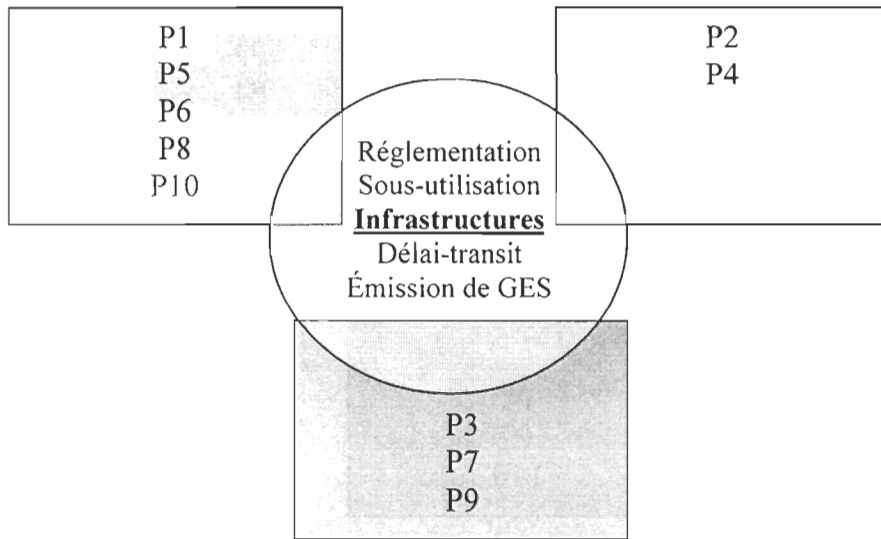 P1
P5
P6
P8
P10
P2
P4
Réglementation
Sous-utilisation
Infrastructures
Délai-transit
Émission de GES
P3
P7
P9